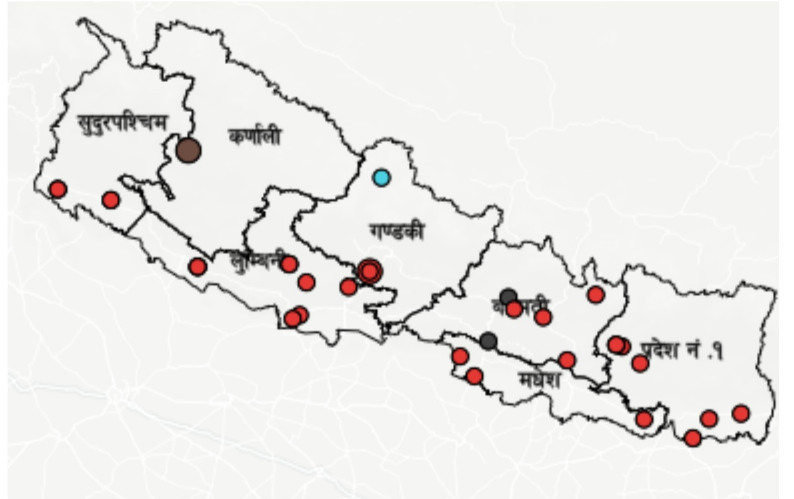 सुदुरपश्चिम
कर्णाली
गण्डकी
लुम्बिनी
प्रदेश नं .१
मधेश